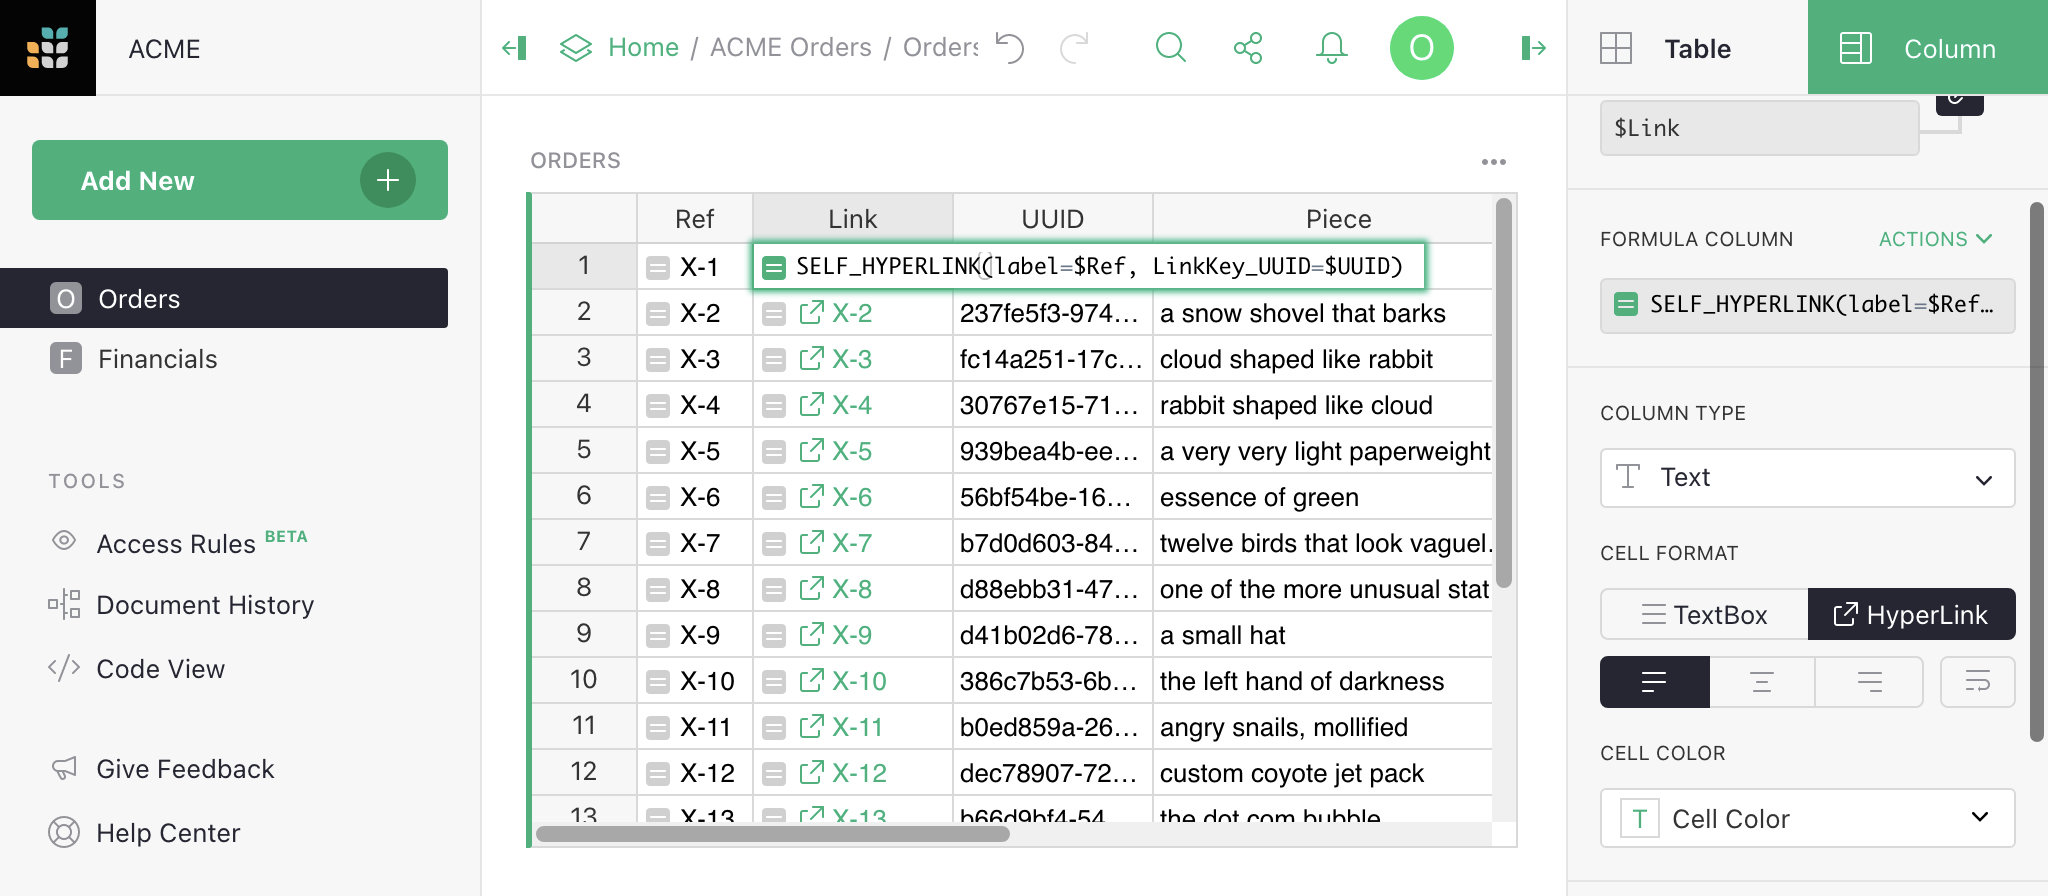 ACME
Add New
O Orders
F Financials
TOOLS
Access Rules BETA
Document History
Code View
Give Feedback
Help Center
Home / ACME Orders / Orders
O
ORDERS
Ref Link UUID Piece
1 X-1 SELF_HYPERLINK(label=$Ref, LinkKey_UUID=$UUID)
2 X-2 X-2 237fe5f3-974… a snow shovel that barks
3 X-3 X-3 fc14a251-17c… cloud shaped like rabbit
4 X-4 X-4 30767e15-71… rabbit shaped like cloud
5 X-5 X-5 939bea4b-ee… a very very light paperweight
6 X-6 X-6 56bf54be-16… essence of green
7 X-7 X-7 b7d0d603-84… twelve birds that look vaguel.
8 X-8 X-8 d88ebb31-47… one of the more unusual stat
9 X-9 X-9 d41b02d6-78… a small hat
10 X-10 X-10 386c7b53-6b… the left hand of darkness
11 X-11 X-11 b0ed859a-26… angry snails, mollified
12 X-12 X-12 dec78907-72… custom coyote jet pack
13 X-13 X-13 b66d9bf4-54 the dot com bubble
Table
Column
$Link
FORMULA COLUMN ACTIONS
SELF_HYPERLINK(label=$Ref…
COLUMN TYPE
Text
CELL FORMAT
TextBox HyperLink
CELL COLOR
T Cell Color